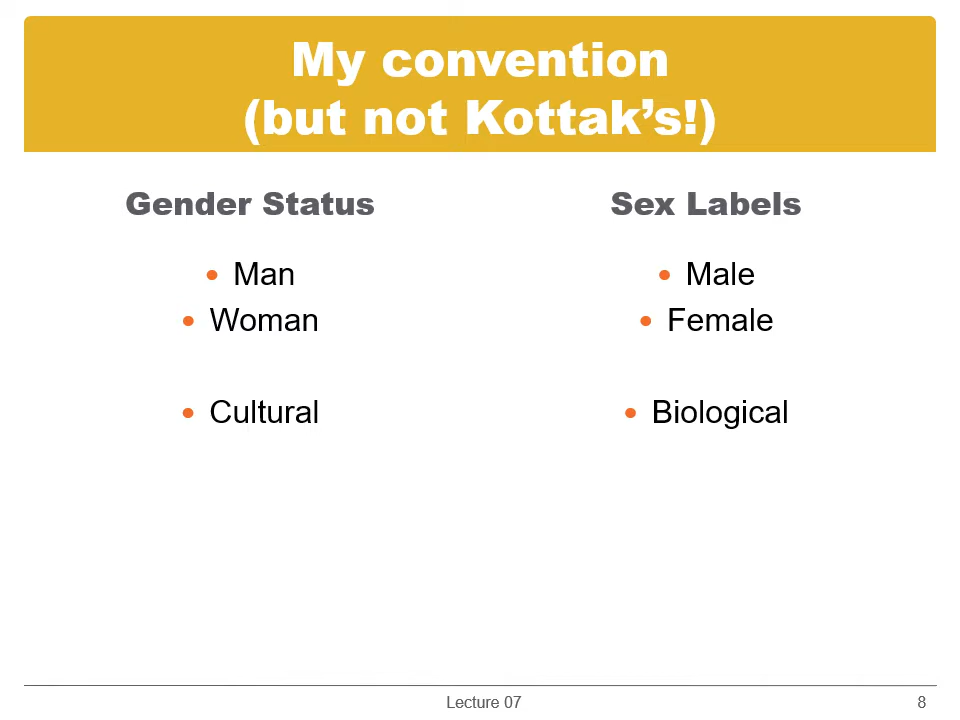 My convention
(but not Kottak’s!)
Gender Status
• Man
• Woman
• Cultural
Sex Labels
• Male
• Female
• Biological
Lecture 07
8